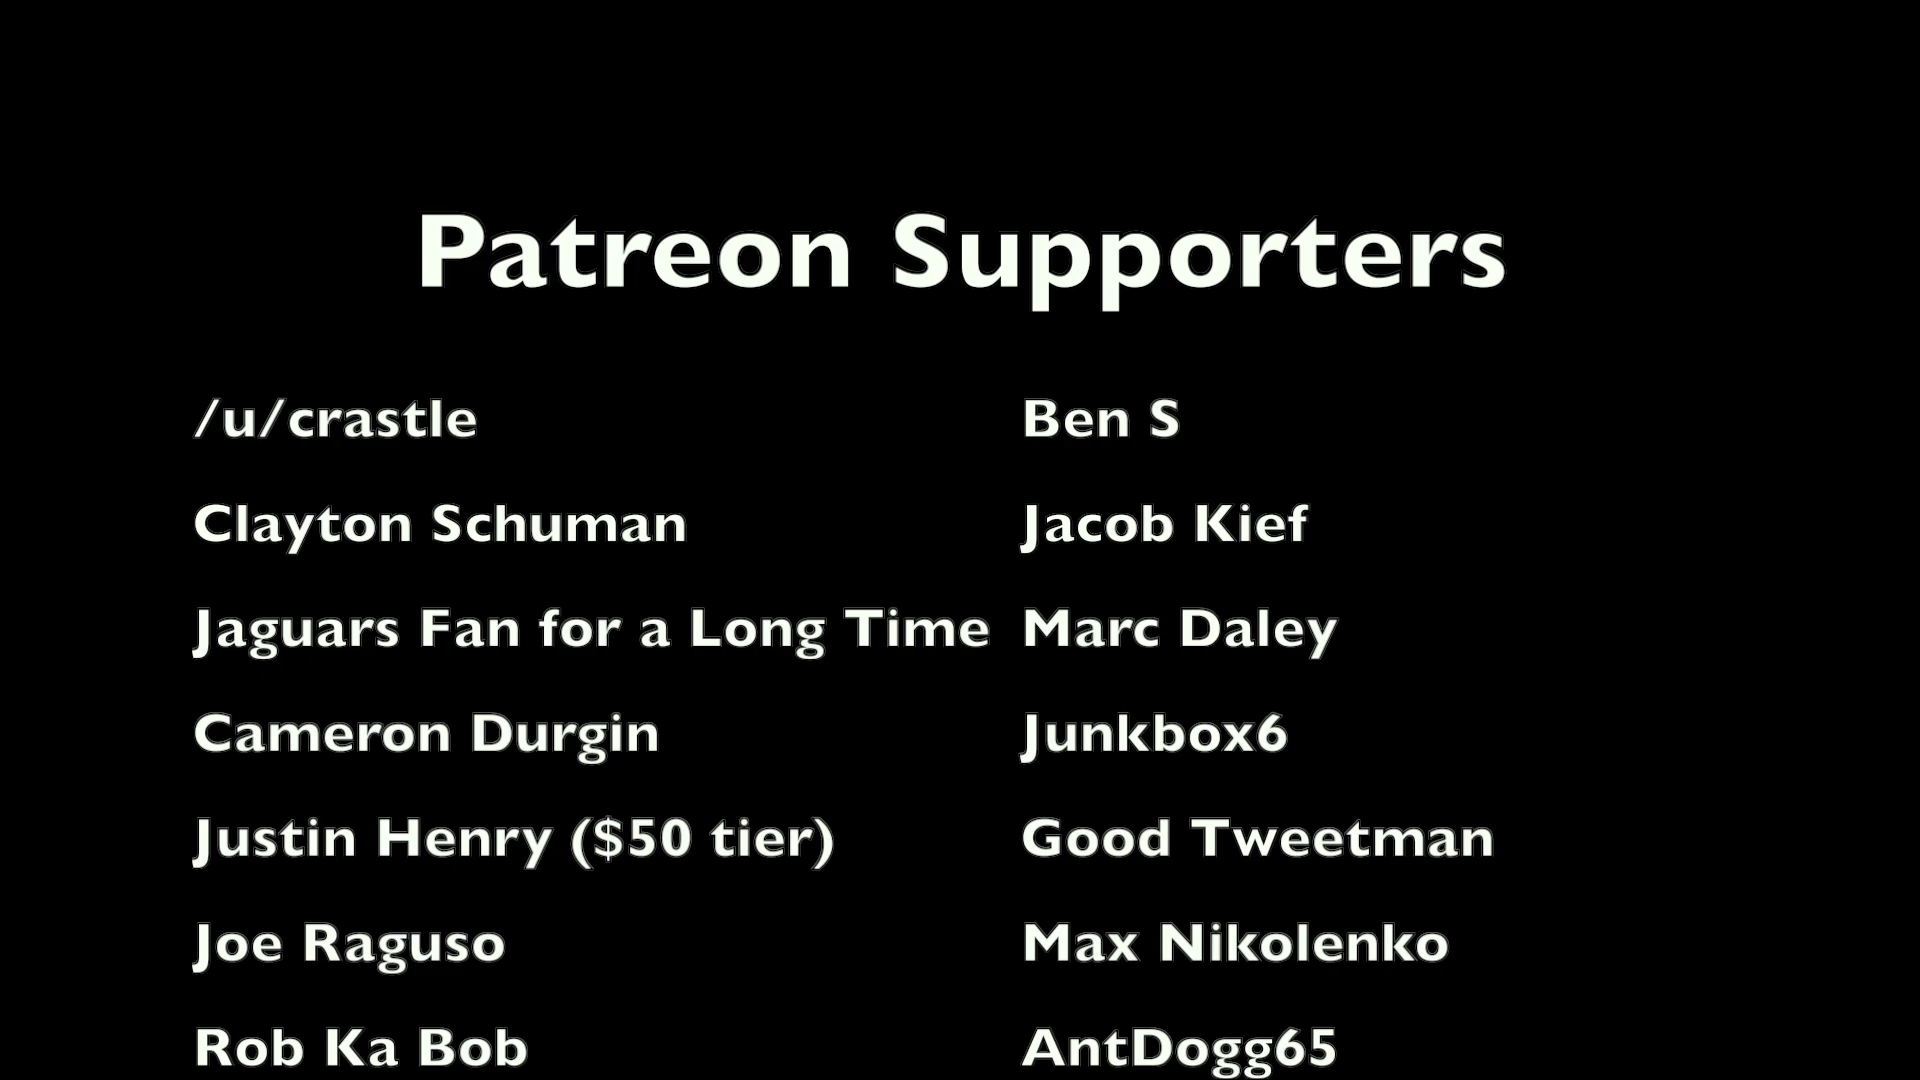 Patreon Supporters
/u/crastle
Ben S
Clayton Schuman
Jacob Kief
Jaguars Fan for a Long Time
Marc Daley
Cameron Durgin
Junkbox6
Justin Henry ($50 tier)
Good Tweetman
Joe Raguso
Max Nikolenko
Rob Ka Bob
AntDogg65